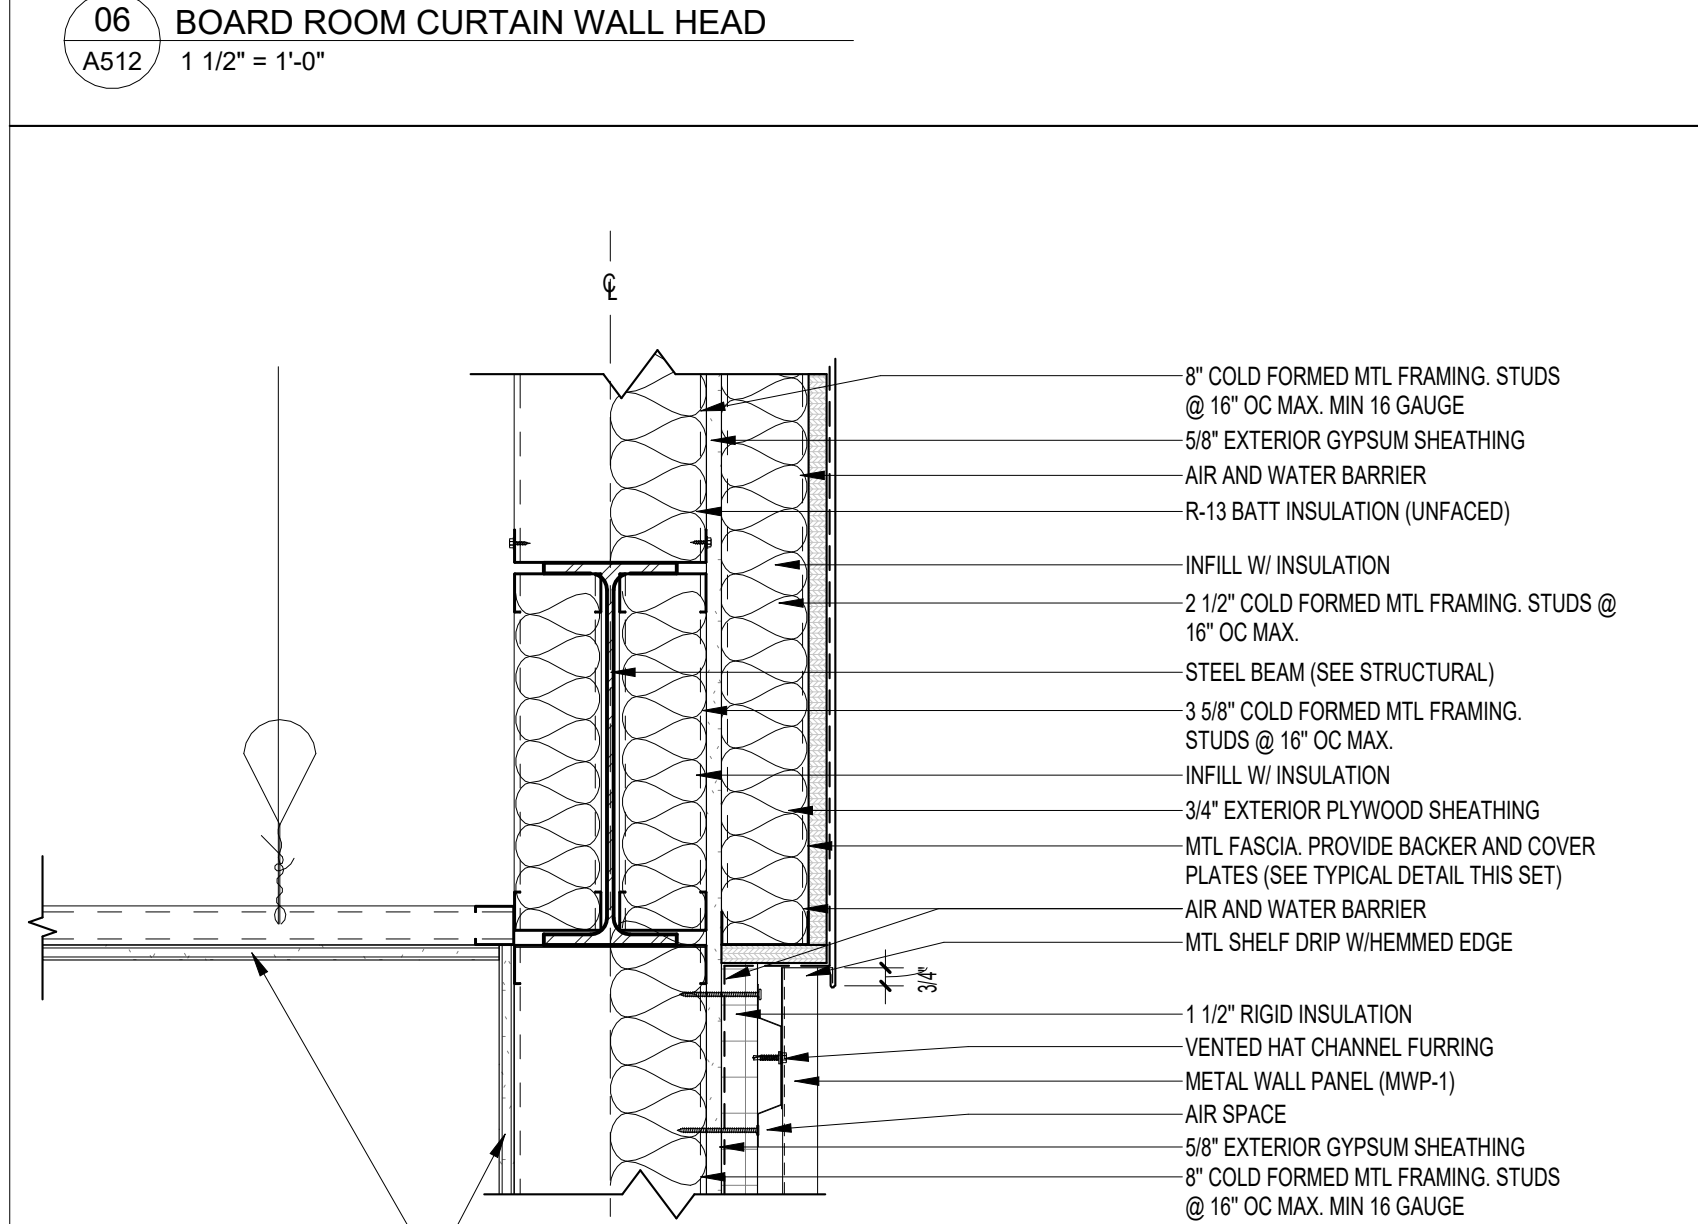 06 BOARD ROOM CURTAIN WALL HEAD
A512 1 1/2" = 1'-0"
℄
8" COLD FORMED MTL FRAMING. STUDS
@ 16" OC MAX. MIN 16 GAUGE
5/8" EXTERIOR GYPSUM SHEATHING
AIR AND WATER BARRIER
R-13 BATT INSULATION (UNFACED)
INFILL W/ INSULATION
2 1/2" COLD FORMED MTL FRAMING. STUDS @
16" OC MAX.
STEEL BEAM (SEE STRUCTURAL)
3 5/8" COLD FORMED MTL FRAMING.
STUDS @ 16" OC MAX.
INFILL W/ INSULATION
3/4" EXTERIOR PLYWOOD SHEATHING
MTL FASCIA. PROVIDE BACKER AND COVER
PLATES (SEE TYPICAL DETAIL THIS SET)
AIR AND WATER BARRIER
MTL SHELF DRIP W/HEMMED EDGE
3/4"
1 1/2" RIGID INSULATION
VENTED HAT CHANNEL FURRING
METAL WALL PANEL (MWP-1)
AIR SPACE
5/8" EXTERIOR GYPSUM SHEATHING
8" COLD FORMED MTL FRAMING. STUDS
@ 16" OC MAX. MIN 16 GAUGE